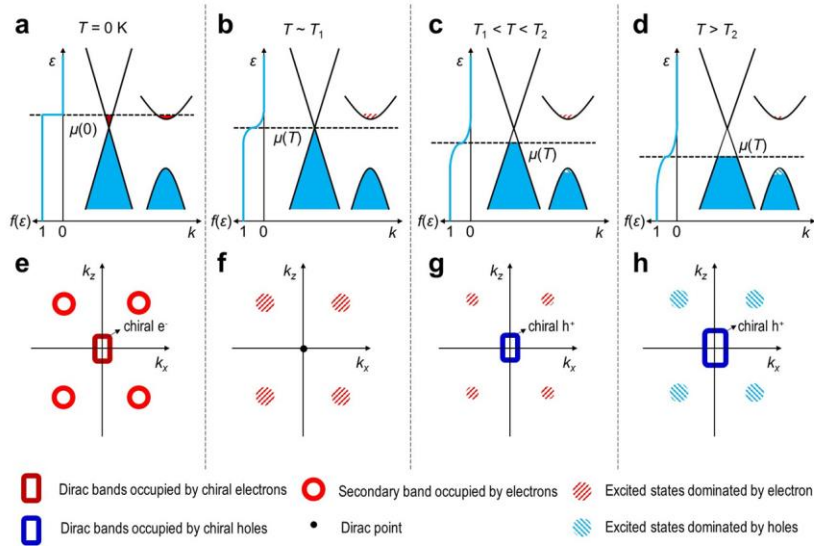 a T = 0 K b T ~ T1 c T1 < T < T2 d T > T2
ε ε ε ε
μ(0) μ(T) μ(T) μ(T)
f(ε) 1 0 k f(ε) 1 0 k f(ε) 1 0 k f(ε) 1 0 k
e f g h
kz kz kz kz
chiral e⁻ chiral h⁺ chiral h⁺
kx kx kx kx
Dirac bands occupied by chiral electrons Secondary band occupied by electrons Excited states dominated by electron
Dirac bands occupied by chiral holes Dirac point Excited states dominated by holes